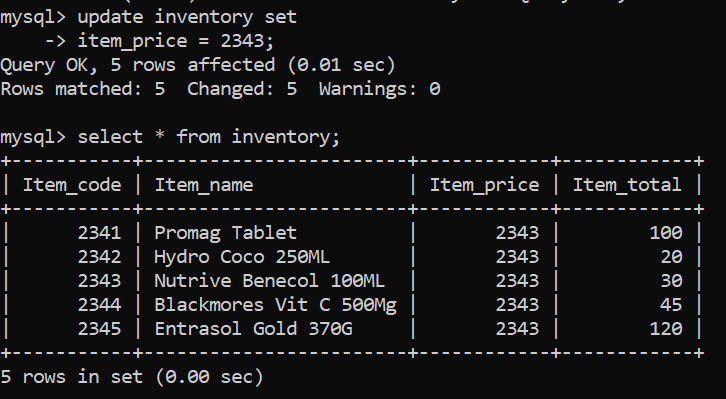 mysql> update inventory set
    -> item_price = 2343;
Query OK, 5 rows affected (0.01 sec)
Rows matched: 5  Changed: 5  Warnings: 0

mysql> select * from inventory;
+-----------+------------------------+------------+------------+
| Item_code | Item_name              | Item_price | Item_total |
+-----------+------------------------+------------+------------+
|      2341 | Promag Tablet          |       2343 |        100 |
|      2342 | Hydro Coco 250ML       |       2343 |         20 |
|      2343 | Nutrive Benecol 100ML  |       2343 |         30 |
|      2344 | Blackmores Vit C 500Mg |       2343 |         45 |
|      2345 | Entrasol Gold 370G     |       2343 |        120 |
+-----------+------------------------+------------+------------+
5 rows in set (0.00 sec)